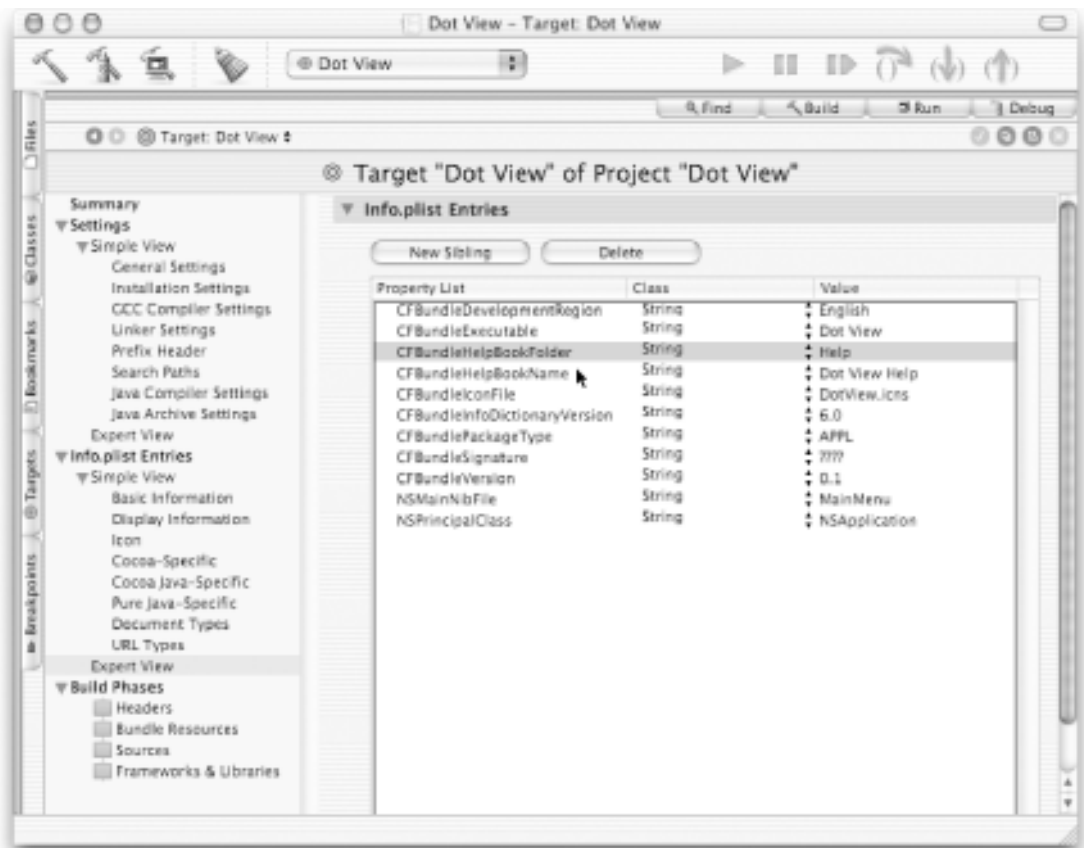 Dot View – Target: Dot View
Dot View
Find
Build
Run
Debug
Target: Dot View
Target "Dot View" of Project "Dot View"
Files
Classes
Bookmarks
Targets
Breakpoints
Summary
Settings
Simple View
General Settings
Installation Settings
GCC Compiler Settings
Linker Settings
Prefix Header
Search Paths
Java Compiler Settings
Java Archive Settings
Expert View
Info.plist Entries
Simple View
Basic Information
Display Information
Icon
Cocoa-Specific
Cocoa Java-Specific
Pure Java-Specific
Document Types
URL Types
Expert View
Build Phases
Headers
Bundle Resources
Sources
Frameworks & Libraries
Info.plist Entries
New Sibling
Delete
Property List Class Value
CFBundleDevelopmentRegion String English
CFBundleExecutable String Dot View
CFBundleHelpBookFolder String Help
CFBundleHelpBookName String Dot View Help
CFBundleIconFile String DotView.icns
CFBundleInfoDictionaryVersion String 6.0
CFBundlePackageType String APPL
CFBundleSignature String ????
CFBundleVersion String 0.1
NSMainNibFile String MainMenu
NSPrincipalClass String NSApplication